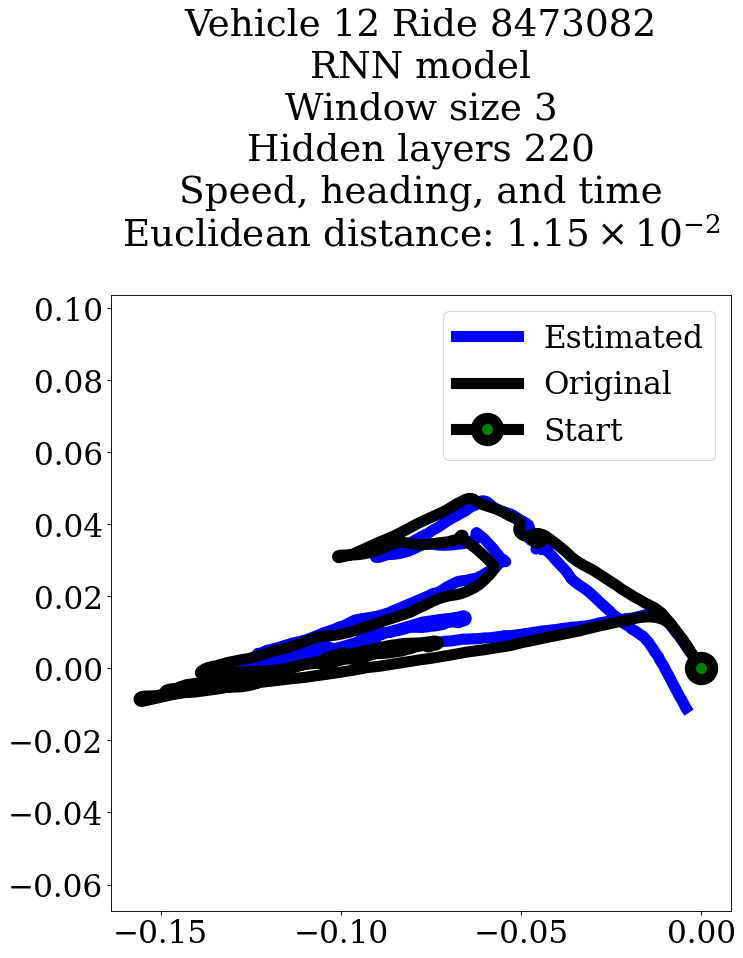 Vehicle 12 Ride 8473082
RNN model
Window size 3
Hidden layers 220
Speed, heading, and time
Euclidean distance: 1.15 × 10⁻²
Estimated
Original
Start
0.10
0.08
0.06
0.04
0.02
0.00
−0.02
−0.04
−0.06
−0.15
−0.10
−0.05
0.00